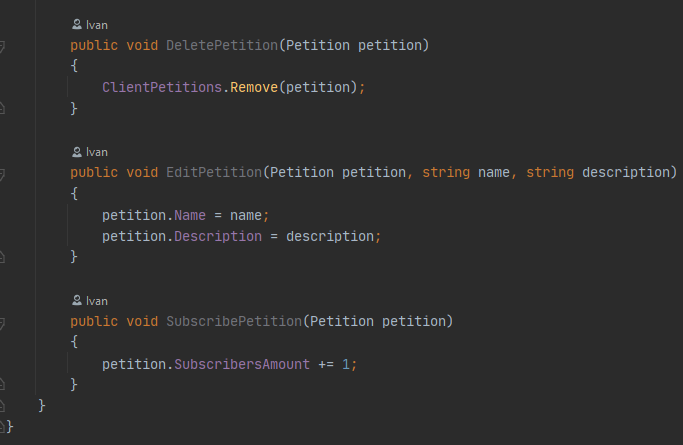 Ivan
public void DeletePetition(Petition petition)
{
ClientPetitions.Remove(petition);
}
Ivan
public void EditPetition(Petition petition, string name, string description)
{
petition.Name = name;
petition.Description = description;
}
Ivan
public void SubscribePetition(Petition petition)
{
petition.SubscribersAmount += 1;
}
}
}